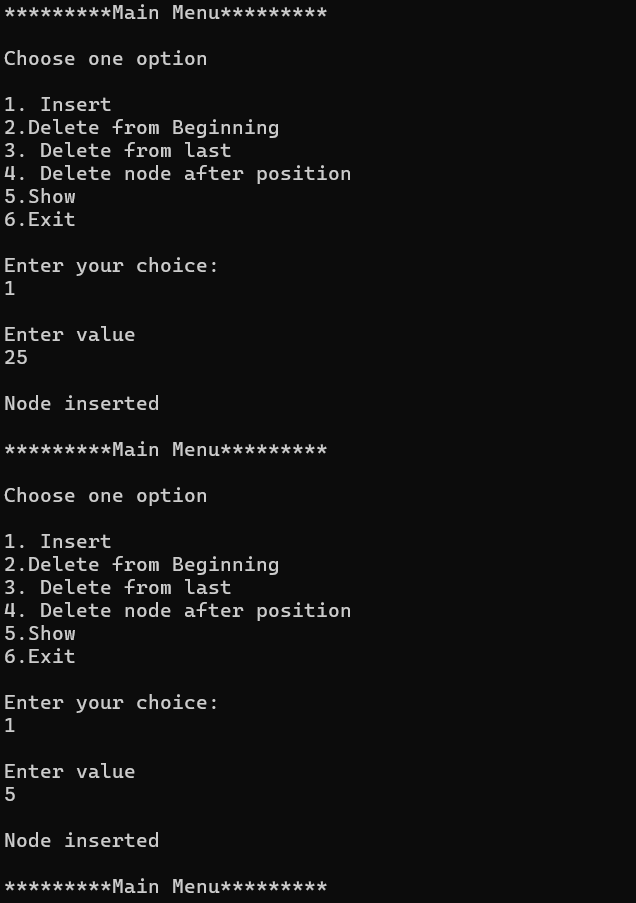 *********Main Menu*********
Choose one option
1. Insert
2.Delete from Beginning
3. Delete from last
4. Delete node after position
5.Show
6.Exit
Enter your choice:
1
Enter value
25
Node inserted
*********Main Menu*********
Choose one option
1. Insert
2.Delete from Beginning
3. Delete from last
4. Delete node after position
5.Show
6.Exit
Enter your choice:
1
Enter value
5
Node inserted
*********Main Menu*********